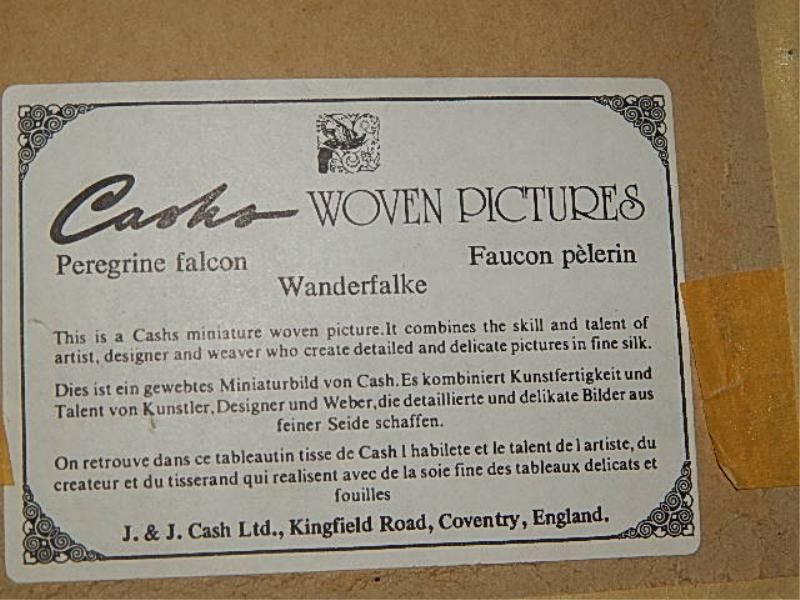 Cashs WOVEN PICTURES
Peregrine falcon Faucon pèlerin
Wanderfalke
This is a Cashs miniature woven picture.It combines the skill and talent of
artist, designer and weaver who create detailed and delicate pictures in fine silk.
Dies ist ein gewebtes Miniaturbild von Cash.Es kombiniert Kunstfertigkeit und
Talent von Kunstler,Designer und Weber,die detaillierte und delikate Bilder aus
feiner Seide schaffen.
On retrouve dans ce tableautin tisse de Cash l habilete et le talent de l artiste, du
createur et du tisserand qui realisent avec de la soie fine des tableaux delicats et
fouilles
J. & J. Cash Ltd., Kingfield Road, Coventry, England.